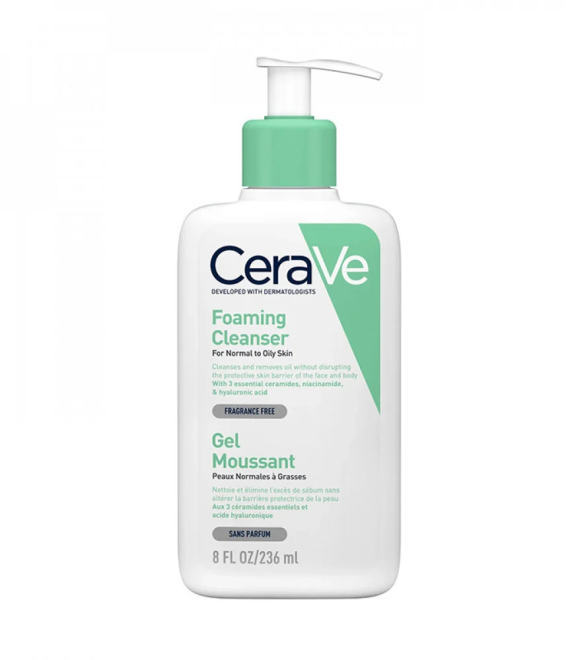 CeraVe
DEVELOPED WITH DERMATOLOGISTS
Foaming
Cleanser
For Normal to Oily Skin
Cleanses and removes oil without disrupting
the protective skin barrier of the face and body
With 3 essential ceramides, niacinamide,
& hyaluronic acid
FRAGRANCE FREE
Gel
Moussant
Peaux Normales à Grasses
Nettoie et élimine l'excès de sébum sans
altérer la barrière protectrice de la peau
Aux 3 céramides essentiels et
acide hyaluronique
SANS PARFUM
8 FL OZ/236 ml